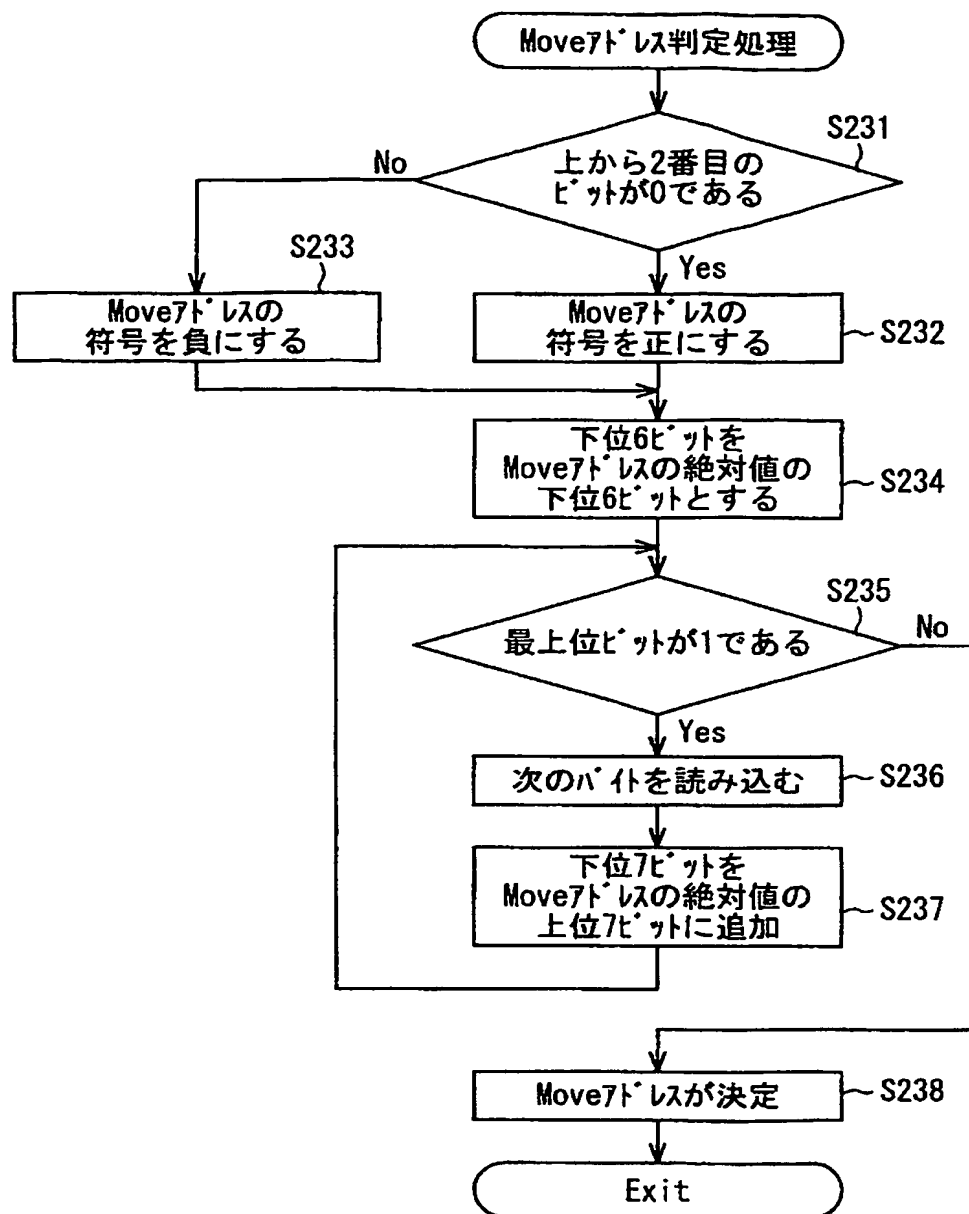 Moveｱﾄﾞﾚｽ判定処理
S231
No
上から2番目の
ﾋﾞｯﾄが0である
S233
Yes
Moveｱﾄﾞﾚｽの
符号を負にする
Moveｱﾄﾞﾚｽの
符号を正にする
S232
下位6ﾋﾞｯﾄを
Moveｱﾄﾞﾚｽの絶対値の
下位6ﾋﾞｯﾄとする
S234
S235
最上位ﾋﾞｯﾄが1である
No
Yes
次のﾊﾞｲﾄを読み込む
S236
下位7ﾋﾞｯﾄを
Moveｱﾄﾞﾚｽの絶対値の
上位7ﾋﾞｯﾄに追加
S237
Moveｱﾄﾞﾚｽが決定
S238
Exit